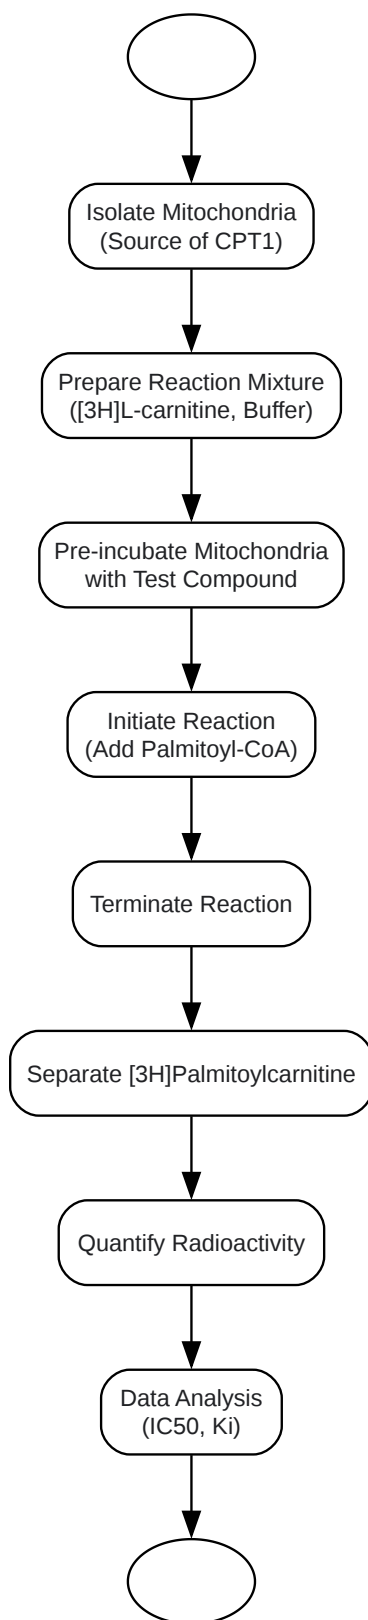 Isolate Mitochondria
(Source of CPT1)
Prepare Reaction Mixture
([3H]L-carnitine, Buffer)
Pre-incubate Mitochondria
with Test Compound
Initiate Reaction
(Add Palmitoyl-CoA)
Terminate Reaction
Separate [3H]Palmitoylcarnitine
Quantify Radioactivity
Data Analysis
(IC50, Ki)